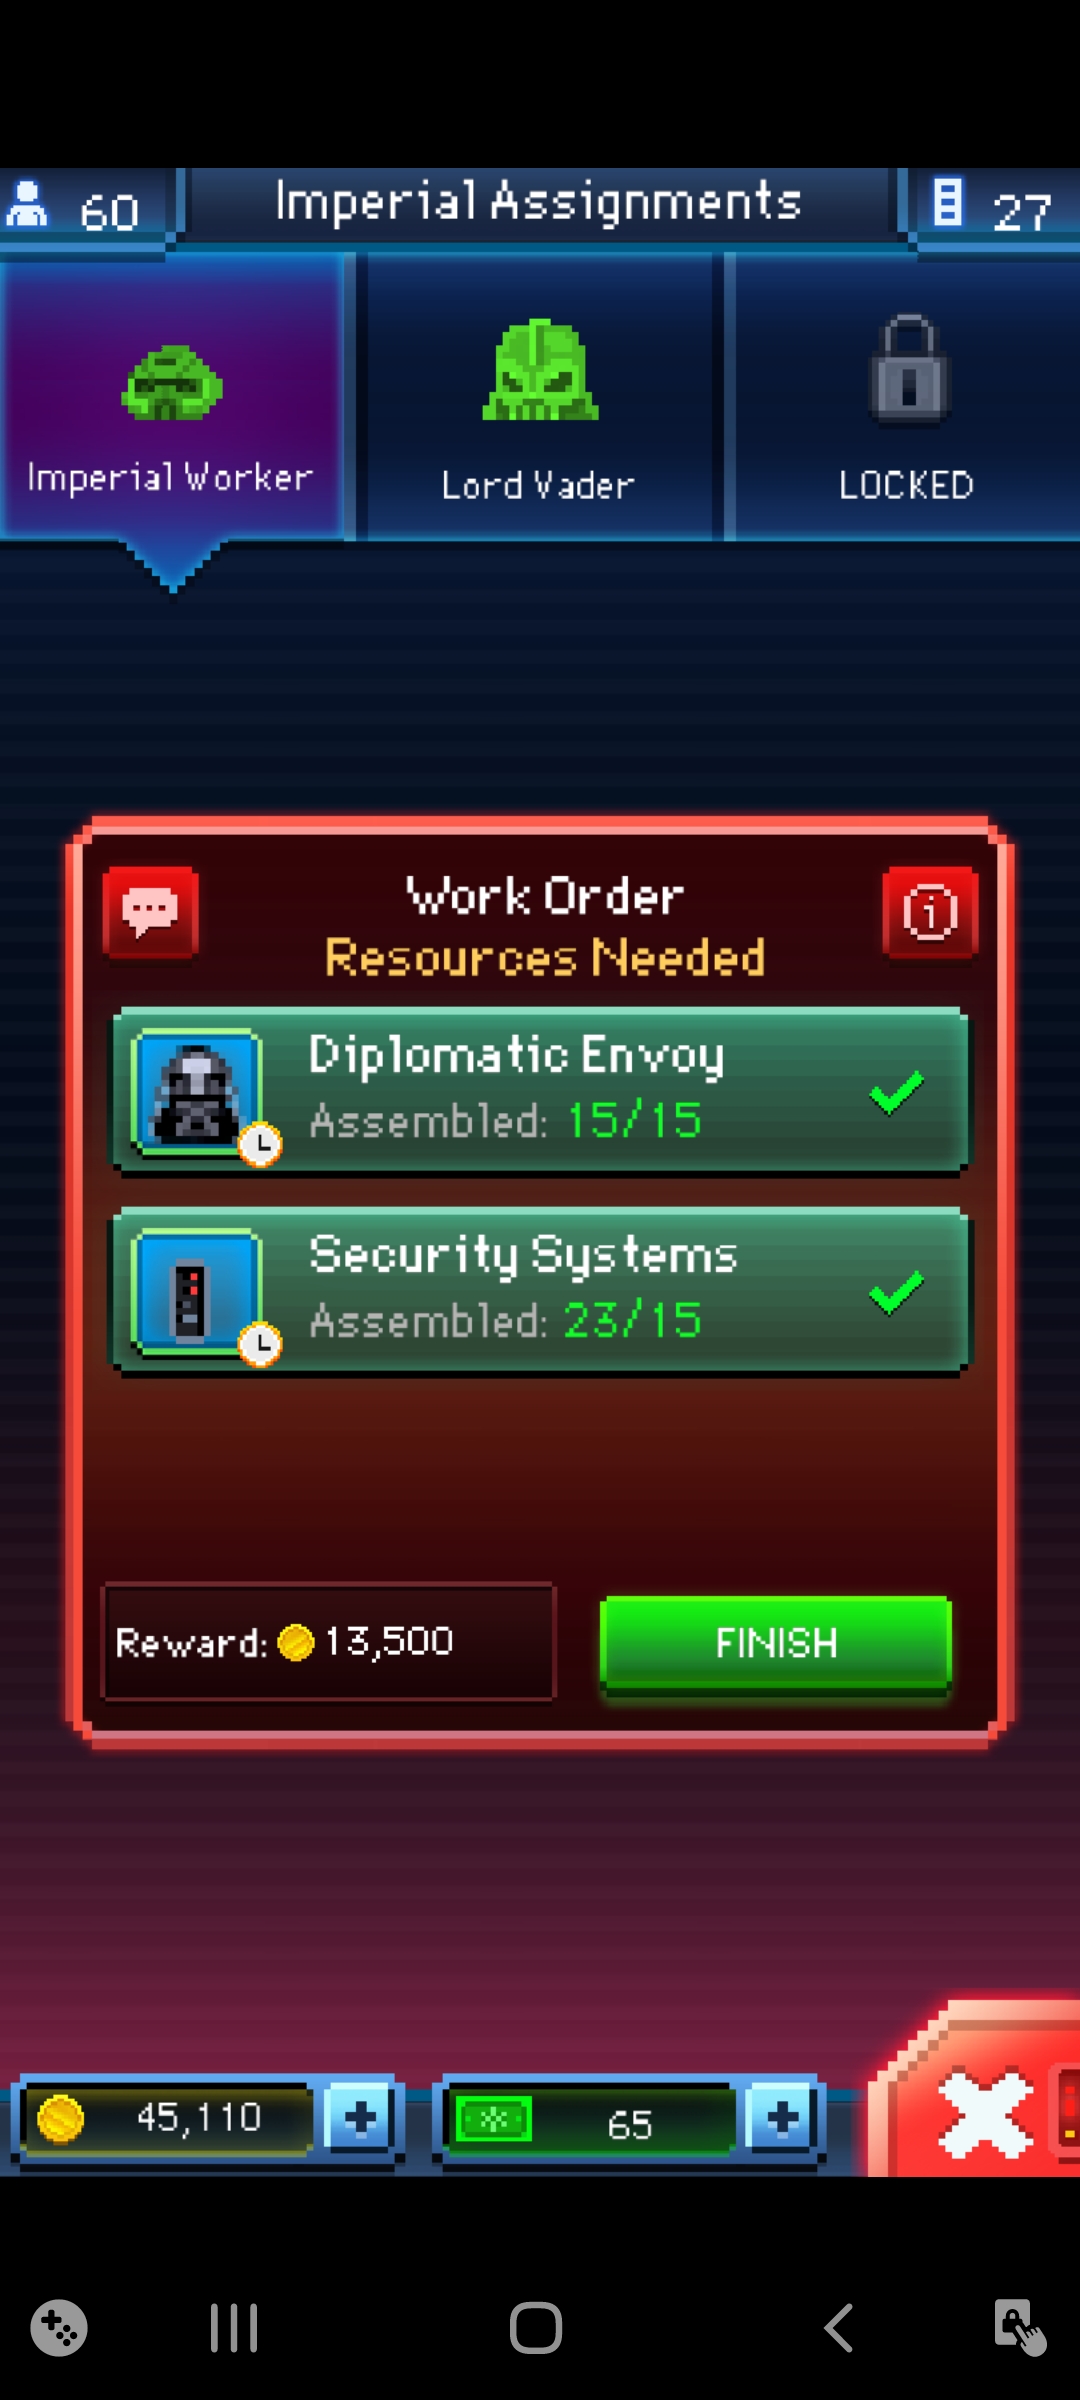 60
Imperial Assignments
27
Imperial Worker
Lord Vader
LOCKED
Work Order
Resources Needed
Diplomatic Envoy
Assembled: 15/15
Security Systems
Assembled: 23/15
Reward: 13,500
FINISH
45,110
65